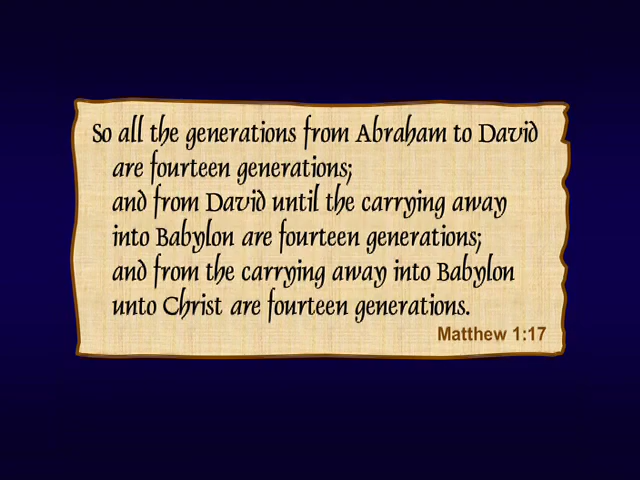 So all the generations from Abraham to David
are fourteen generations;
and from David until the carrying away
into Babylon are fourteen generations;
and from the carrying away into Babylon
unto Christ are fourteen generations.
Matthew 1:17